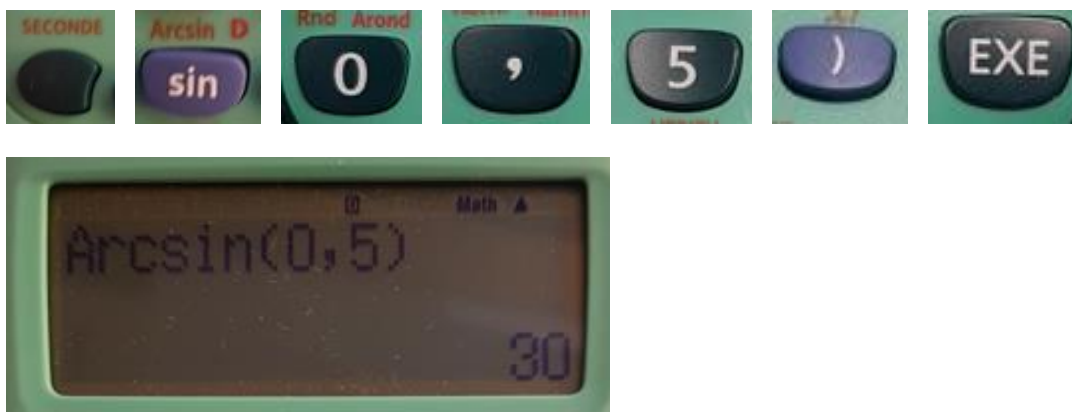 SECONDE
Arcsin D
sin
Rnd Arond
0
,
5
)
EXE
D Math ▲
Arcsin(0,5)
30